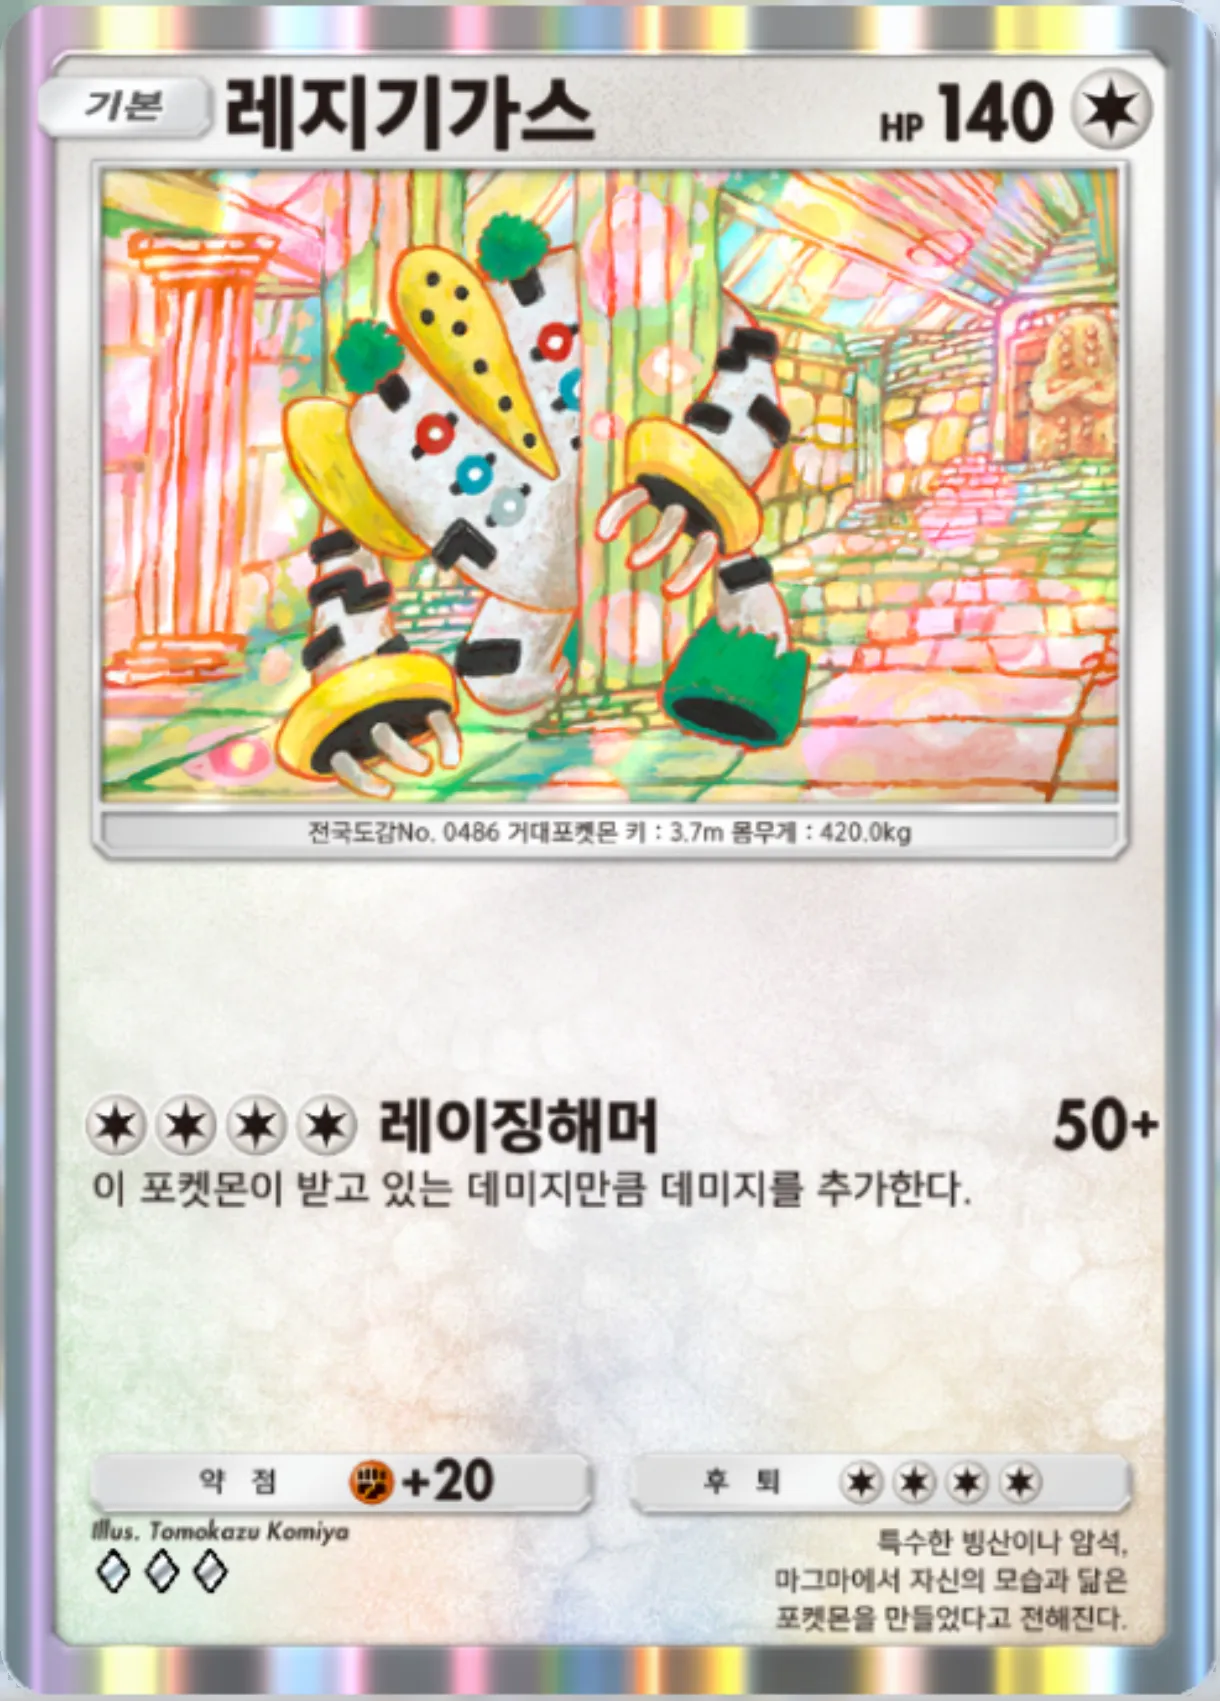 기본
레지기가스
HP 140
전국도감No. 0486 거대포켓몬 키 : 3.7m 몸무게 : 420.0kg
레이징해머 50+
이 포켓몬이 받고 있는 데미지만큼 데미지를 추가한다.
약점 +20
후퇴
Illus. Tomokazu Komiya
특수한 빙산이나 암석,
마그마에서 자신의 모습과 닮은
포켓몬을 만들었다고 전해진다.